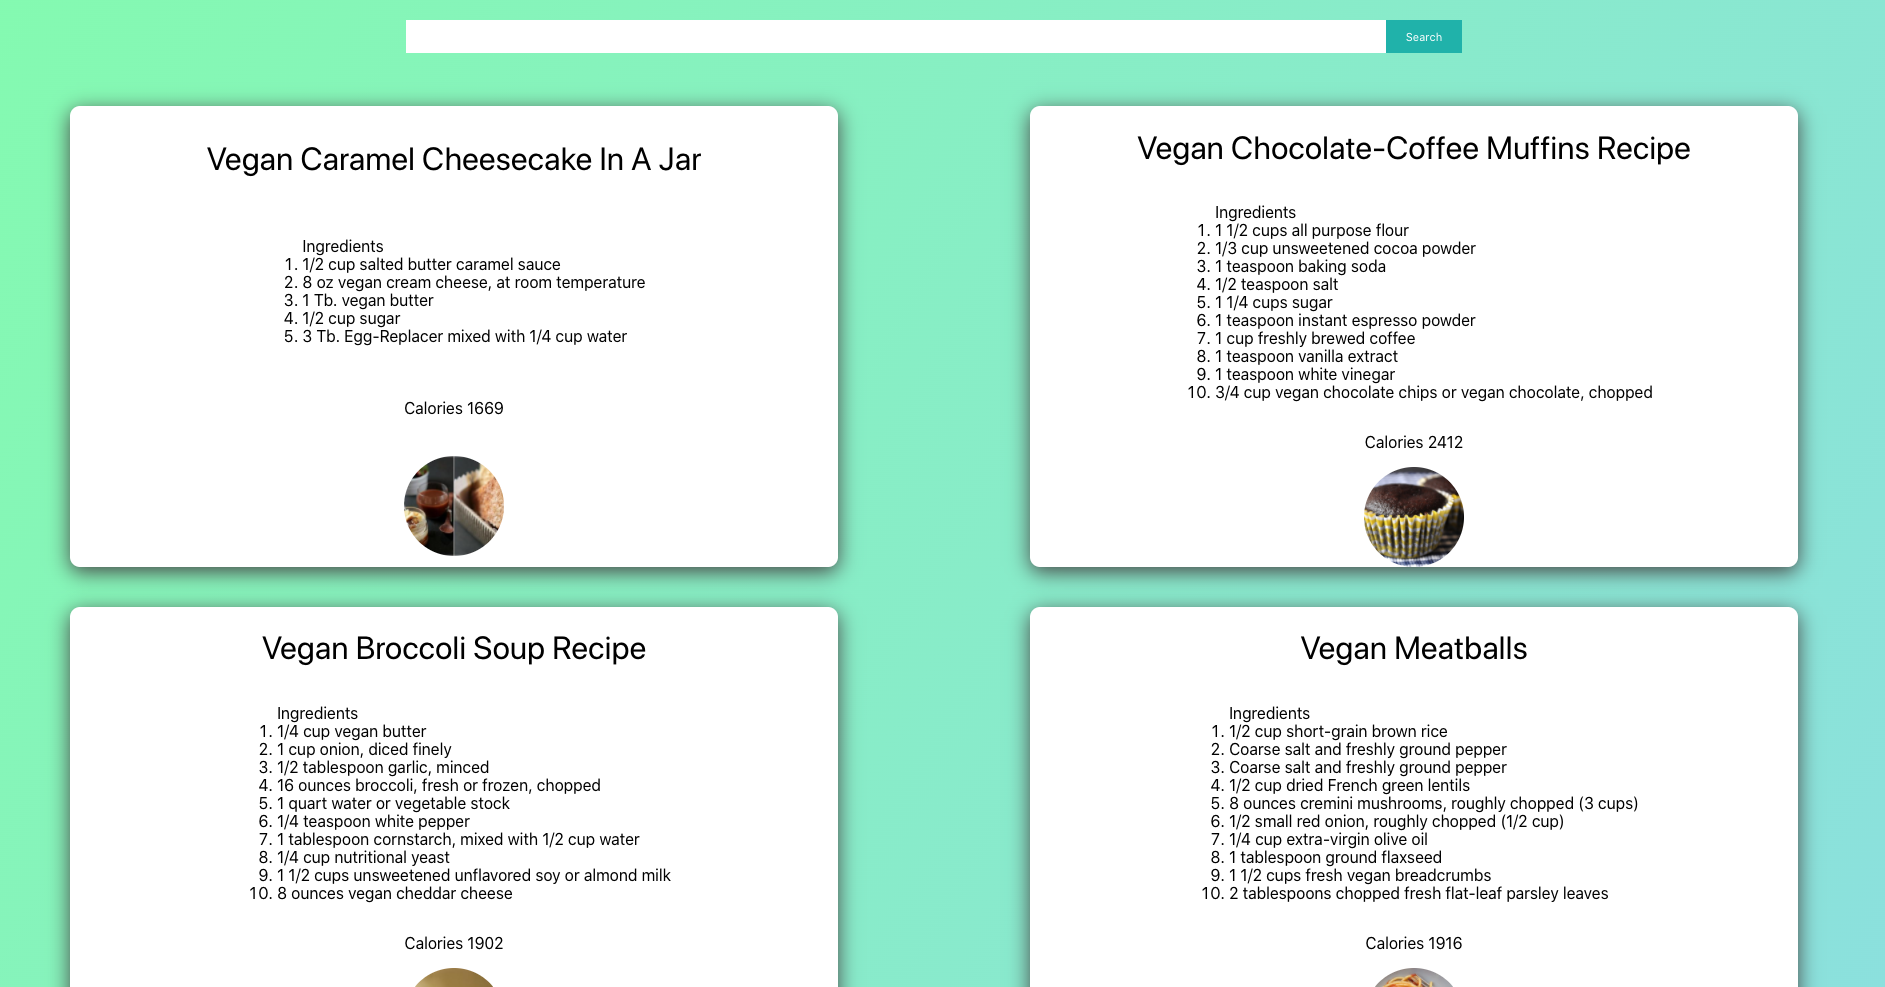 Search
Vegan Caramel Cheesecake In A Jar
Ingredients
1. 1/2 cup salted butter caramel sauce
2. 8 oz vegan cream cheese, at room temperature
3. 1 Tb. vegan butter
4. 1/2 cup sugar
5. 3 Tb. Egg-Replacer mixed with 1/4 cup water
Calories 1669
Vegan Chocolate-Coffee Muffins Recipe
Ingredients
1. 1 1/2 cups all purpose flour
2. 1/3 cup unsweetened cocoa powder
3. 1 teaspoon baking soda
4. 1/2 teaspoon salt
5. 1 1/4 cups sugar
6. 1 teaspoon instant espresso powder
7. 1 cup freshly brewed coffee
8. 1 teaspoon vanilla extract
9. 1 teaspoon white vinegar
10. 3/4 cup vegan chocolate chips or vegan chocolate, chopped
Calories 2412
Vegan Broccoli Soup Recipe
Ingredients
1. 1/4 cup vegan butter
2. 1 cup onion, diced finely
3. 1/2 tablespoon garlic, minced
4. 16 ounces broccoli, fresh or frozen, chopped
5. 1 quart water or vegetable stock
6. 1/4 teaspoon white pepper
7. 1 tablespoon cornstarch, mixed with 1/2 cup water
8. 1/4 cup nutritional yeast
9. 1 1/2 cups unsweetened unflavored soy or almond milk
10. 8 ounces vegan cheddar cheese
Calories 1902
Vegan Meatballs
Ingredients
1. 1/2 cup short-grain brown rice
2. Coarse salt and freshly ground pepper
3. Coarse salt and freshly ground pepper
4. 1/2 cup dried French green lentils
5. 8 ounces cremini mushrooms, roughly chopped (3 cups)
6. 1/2 small red onion, roughly chopped (1/2 cup)
7. 1/4 cup extra-virgin olive oil
8. 1 tablespoon ground flaxseed
9. 1 1/2 cups fresh vegan breadcrumbs
10. 2 tablespoons chopped fresh flat-leaf parsley leaves
Calories 1916